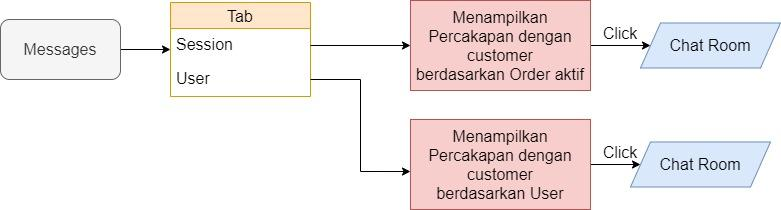 Messages
Tab
Session
User
Menampilkan
Percakapan dengan
customer
berdasarkan Order aktif
Click
Chat Room
Menampilkan
Percakapan dengan
customer
berdasarkan User
Click
Chat Room